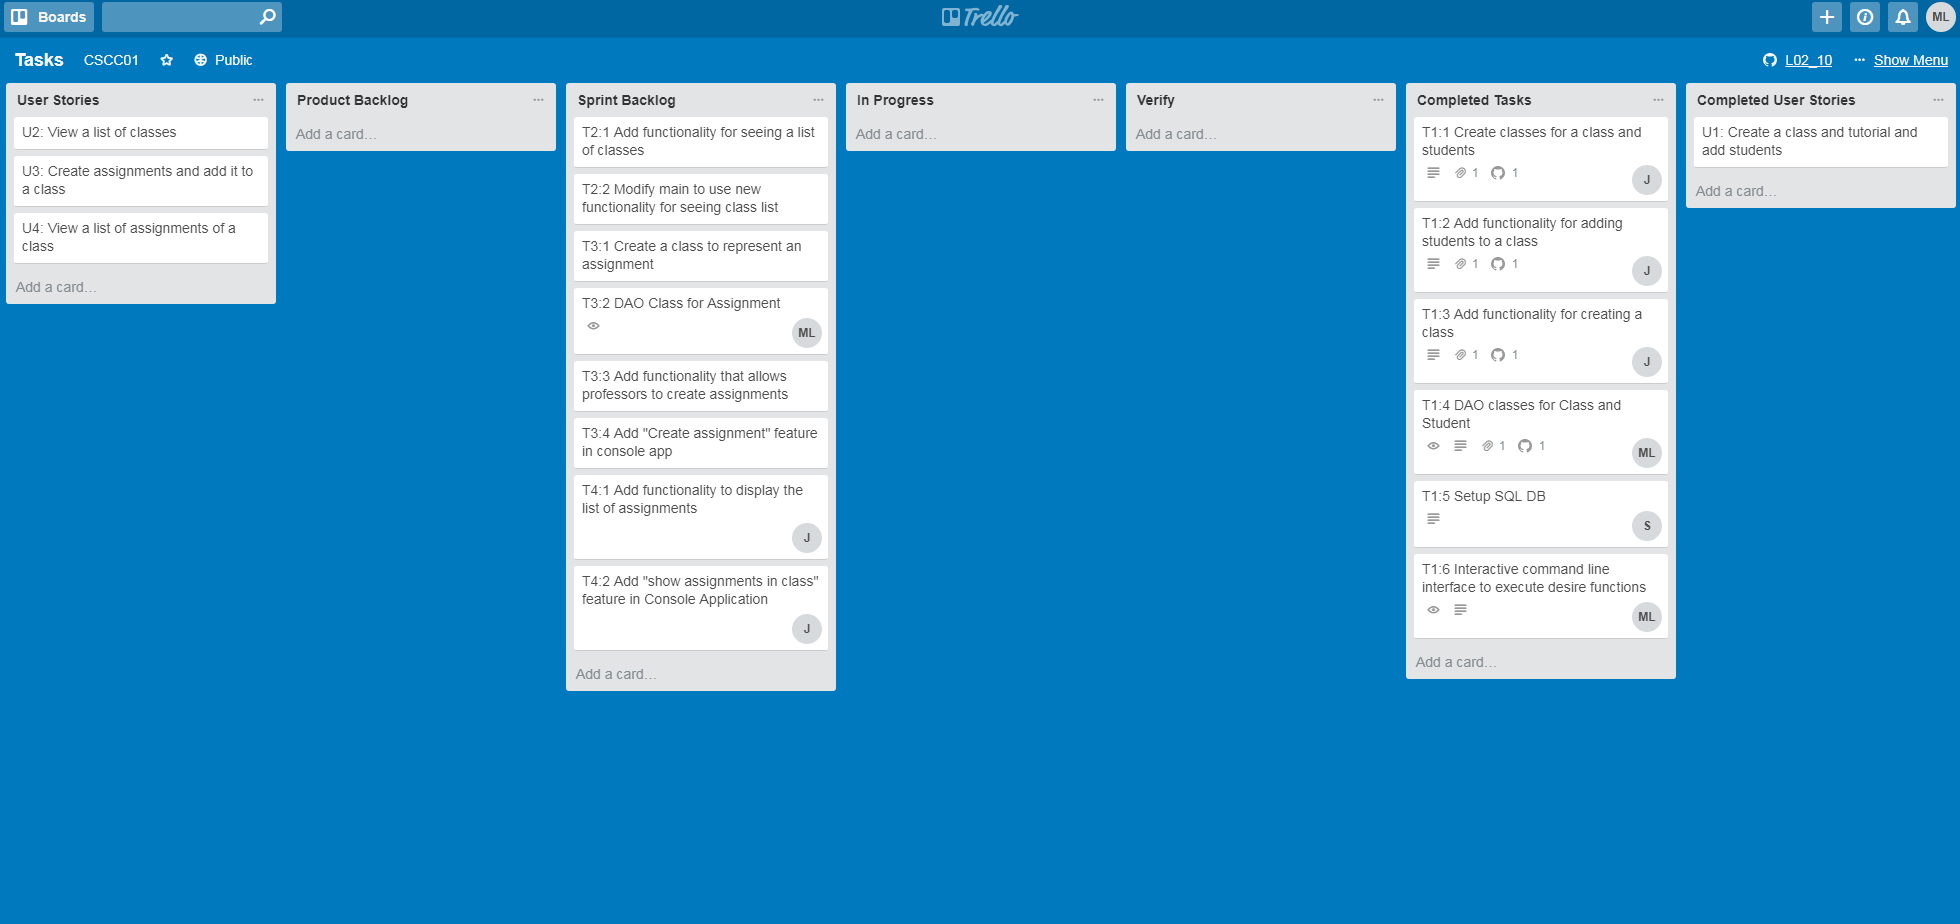 Boards
Trello
ML
Tasks
CSCC01
Public
L02_10
Show Menu
User Stories
U2: View a list of classes
U3: Create assignments and add it to
a class
U4: View a list of assignments of a
class
Add a card…
Product Backlog
Add a card…
Sprint Backlog
T2:1 Add functionality for seeing a list
of classes
T2:2 Modify main to use new
functionality for seeing class list
T3:1 Create a class to represent an
assignment
T3:2 DAO Class for Assignment
ML
T3:3 Add functionality that allows
professors to create assignments
T3:4 Add "Create assignment" feature
in console app
T4:1 Add functionality to display the
list of assignments
J
T4:2 Add "show assignments in class"
feature in Console Application
J
Add a card…
In Progress
Add a card…
Verify
Add a card…
Completed Tasks
T1:1 Create classes for a class and
students
1 1
J
T1:2 Add functionality for adding
students to a class
1 1
J
T1:3 Add functionality for creating a
class
1 1
J
T1:4 DAO classes for Class and
Student
1 1
ML
T1:5 Setup SQL DB
S
T1:6 Interactive command line
interface to execute desire functions
ML
Add a card…
Completed User Stories
U1: Create a class and tutorial and
add students
Add a card…